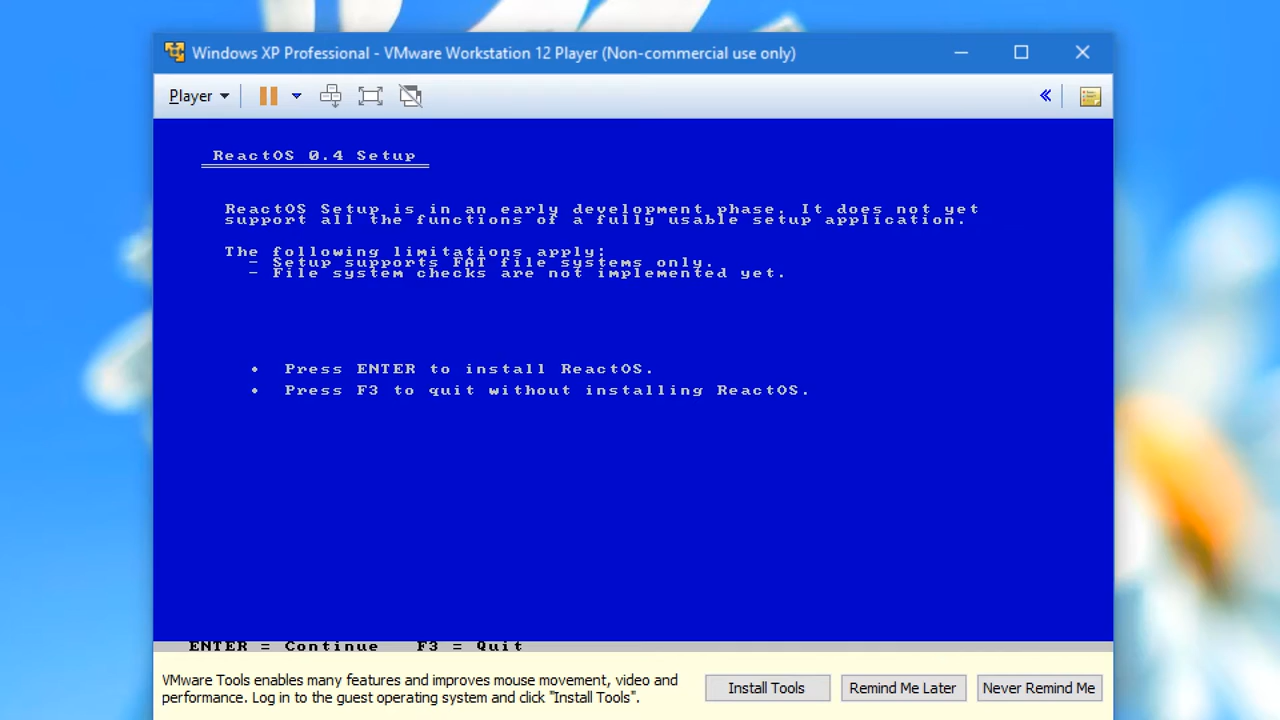 Windows XP Professional - VMware Workstation 12 Player (Non-commercial use only)
Player
ReactOS 0.4 Setup
ReactOS Setup is in an early development phase. It does not yet
support all the functions of a fully usable setup application.
The following limitations apply:
- Setup supports FAT file systems only.
- File system checks are not implemented yet.
• Press ENTER to install ReactOS.
• Press F3 to quit without installing ReactOS.
ENTER = Continue F3 = Quit
VMware Tools enables many features and improves mouse movement, video and
performance. Log in to the guest operating system and click "Install Tools".
Install Tools Remind Me Later Never Remind Me